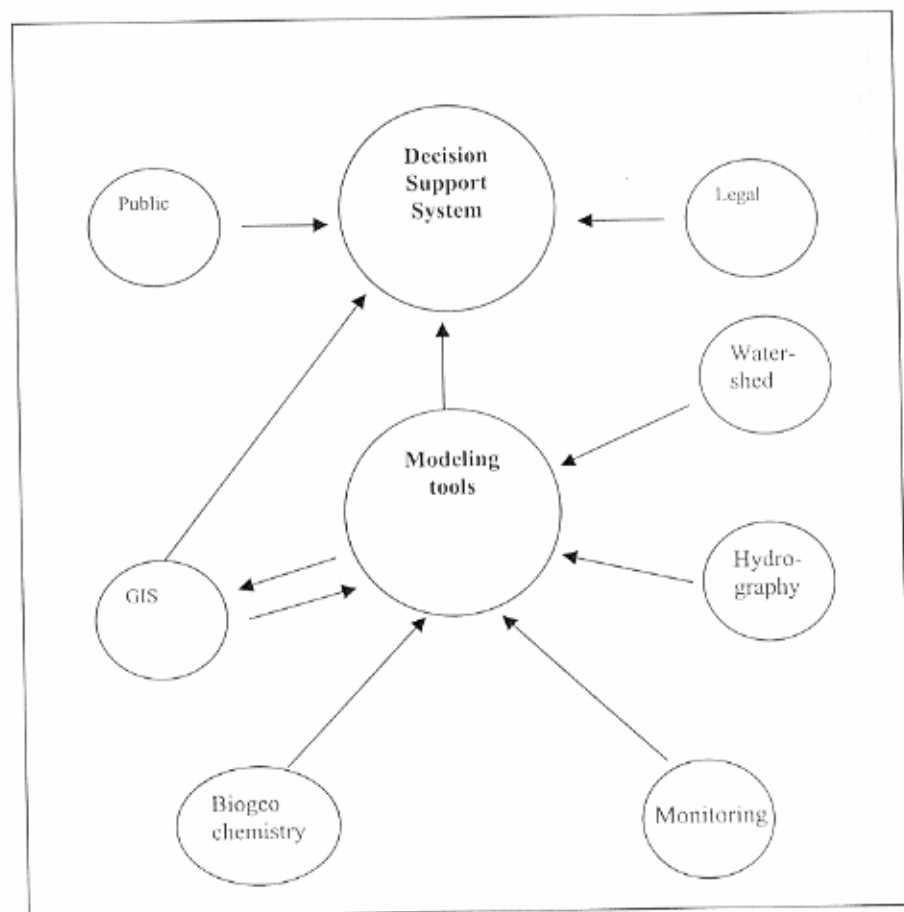 Decision
Support
System
Public
Legal
Water-
shed
Modeling
tools
Hydro-
graphy
GIS
Biogeo
chemistry
Monitoring